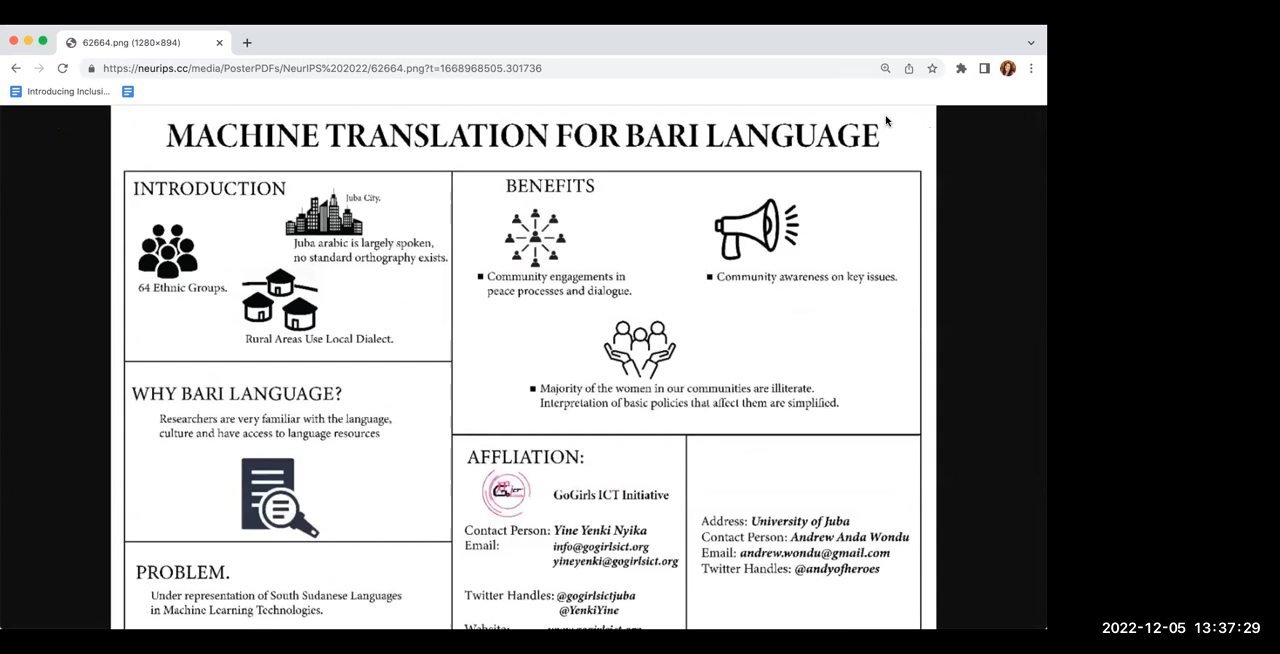 62664.png (1280×894)
https://neurips.cc/media/PosterPDFs/NeurIPS%202022/62664.png?t=1668968505.301736
Introducing Inclusi...
MACHINE TRANSLATION FOR BARI LANGUAGE
INTRODUCTION
Juba City.
Juba arabic is largely spoken,
no standard orthography exists.
64 Ethnic Groups.
Rural Areas Use Local Dialect.
WHY BARI LANGUAGE?
Researchers are very familiar with the language,
culture and have access to language resources
PROBLEM.
Under representation of South Sudanese Languages
in Machine Learning Technologies.
BENEFITS
■ Community engagements in
peace processes and dialogue.
■ Community awareness on key issues.
■ Majority of the women in our communities are illiterate.
Interpretation of basic policies that affect them are simplified.
AFFLIATION:
GoGirls ICT Initiative
Contact Person: Yine Yenki Nyika
Email: info@gogirlsict.org
yineyenki@gogirlsict.org
Twitter Handles: @gogirlsictjuba
@YenkiYine
Website: www.gogirlsict.org
Address: University of Juba
Contact Person: Andrew Anda Wondu
Email: andrew.wondu@gmail.com
Twitter Handles: @andyofheroes
2022-12-05 13:37:29